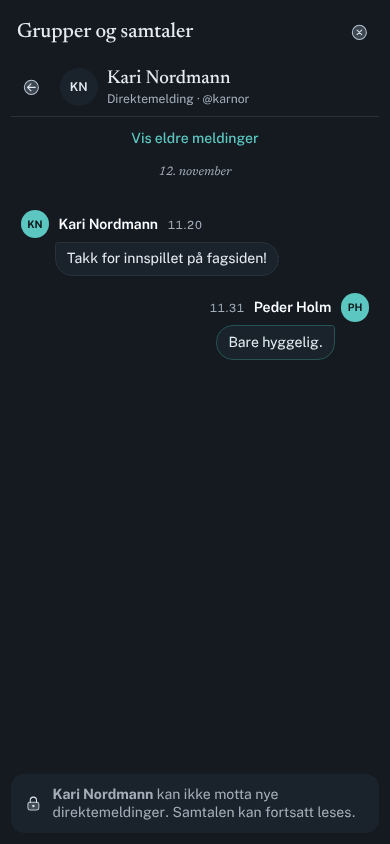 Grupper og samtaler
KN
Kari Nordmann
Direktemelding · @karnor
Vis eldre meldinger
12. november
KN Kari Nordmann 11.20
Takk for innspillet på fagsiden!
11.31 Peder Holm PH
Bare hyggelig.
Kari Nordmann kan ikke motta nye
direktemeldinger. Samtalen kan fortsatt leses.